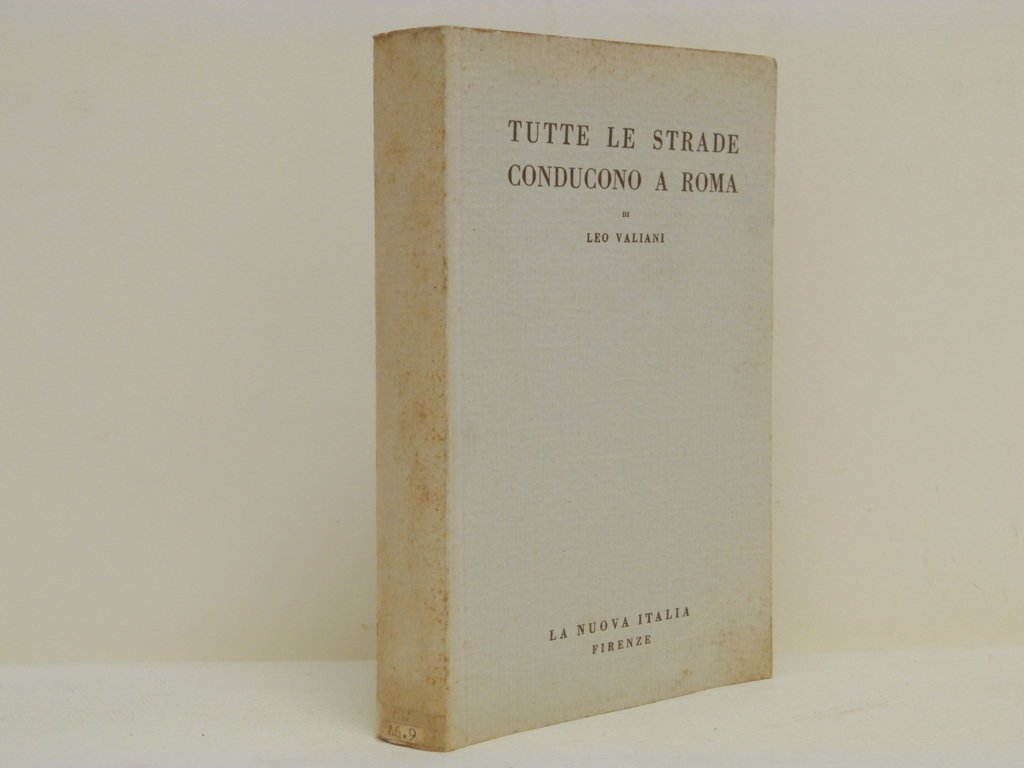 TUTTE LE STRADE
CONDUCONO A ROMA
DI
LEO VALIANI
LA NUOVA ITALIA
FIRENZE